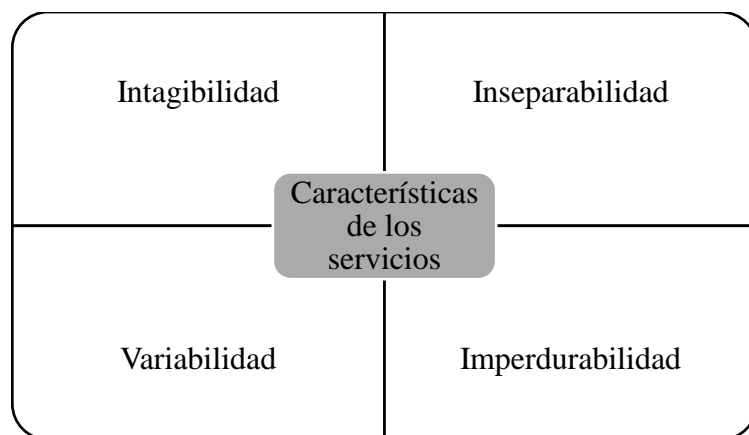 Intagibilidad
Inseparabilidad
Características
de los
servicios
Variabilidad
Imperdurabilidad